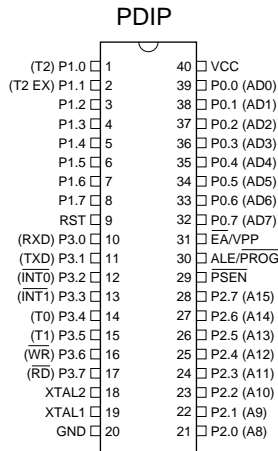 PDIP
(T2) P1.0 1 40 VCC
(T2 EX) P1.1 2 39 P0.0 (AD0)
P1.2 3 38 P0.1 (AD1)
P1.3 4 37 P0.2 (AD2)
P1.4 5 36 P0.3 (AD3)
P1.5 6 35 P0.4 (AD4)
P1.6 7 34 P0.5 (AD5)
P1.7 8 33 P0.6 (AD6)
RST 9 32 P0.7 (AD7)
(RXD) P3.0 10 31 E̅A̅/VPP
(TXD) P3.1 11 30 ALE/P̅R̅O̅G̅
(I̅N̅T̅0̅) P3.2 12 29 P̅S̅E̅N̅
(I̅N̅T̅1̅) P3.3 13 28 P2.7 (A15)
(T0) P3.4 14 27 P2.6 (A14)
(T1) P3.5 15 26 P2.5 (A13)
(W̅R̅) P3.6 16 25 P2.4 (A12)
(R̅D̅) P3.7 17 24 P2.3 (A11)
XTAL2 18 23 P2.2 (A10)
XTAL1 19 22 P2.1 (A9)
GND 20 21 P2.0 (A8)